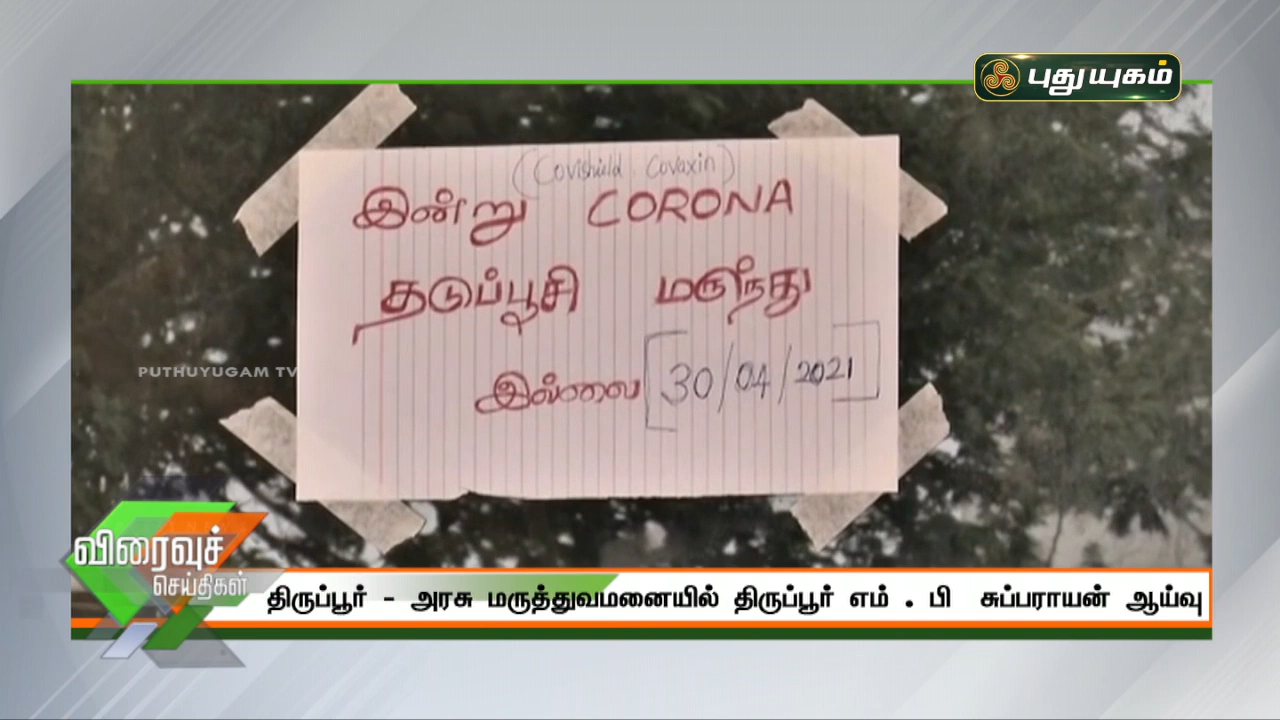 புதுயுகம்
(Covishield. Covaxin)
இன்று CORONA
தடுப்பூசி மருந்து
இல்லை [30/04/2021]
PUTHUYUGAM TV
விரைவுச்
செய்திகள்
திருப்பூர் - அரசு மருத்துவமனையில் திருப்பூர் எம் . பி சுப்பராயன் ஆய்வு